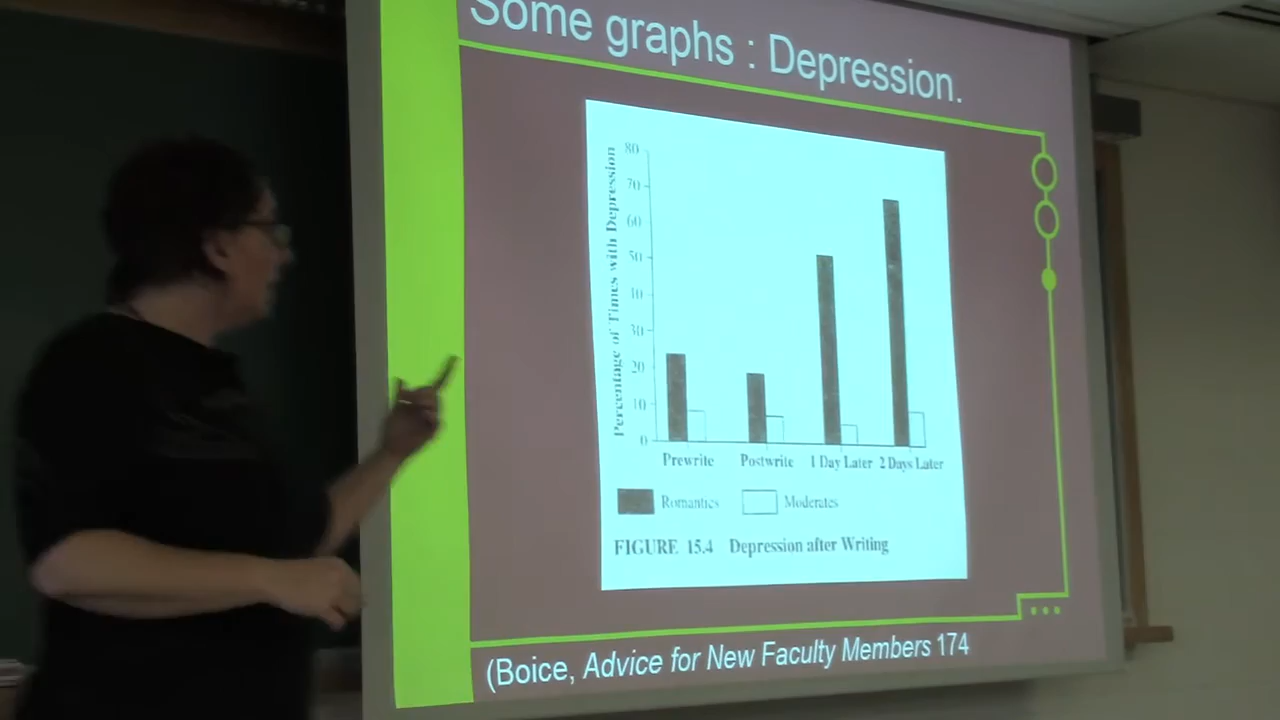 Some graphs : Depression.
Percentage of Times with Depression
80
70
60
50
40
30
20
10
0
Prewrite Postwrite 1 Day Later 2 Days Later
Romantics Moderates
FIGURE 15.4 Depression after Writing
(Boice, Advice for New Faculty Members 174